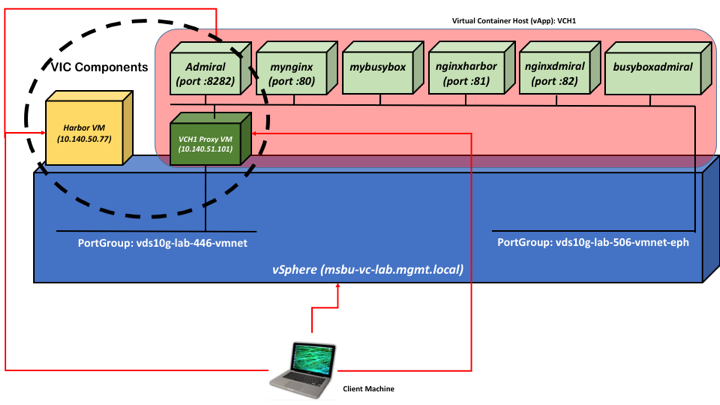 Virtual Container Host (vApp): VCH1
VIC Components
Admiral
(port :8282)
mynginx
(port :80)
mybusybox
nginxharbor
(port :81)
nginxdmiral
(port :82)
busyboxadmiral
Harbor VM
(10.140.50.77)
VCH1 Proxy VM
(10.140.51.101)
PortGroup: vds10g-lab-446-vmnet
PortGroup: vds10g-lab-506-vmnet-eph
vSphere (msbu-vc-lab.mgmt.local)
Client Machine